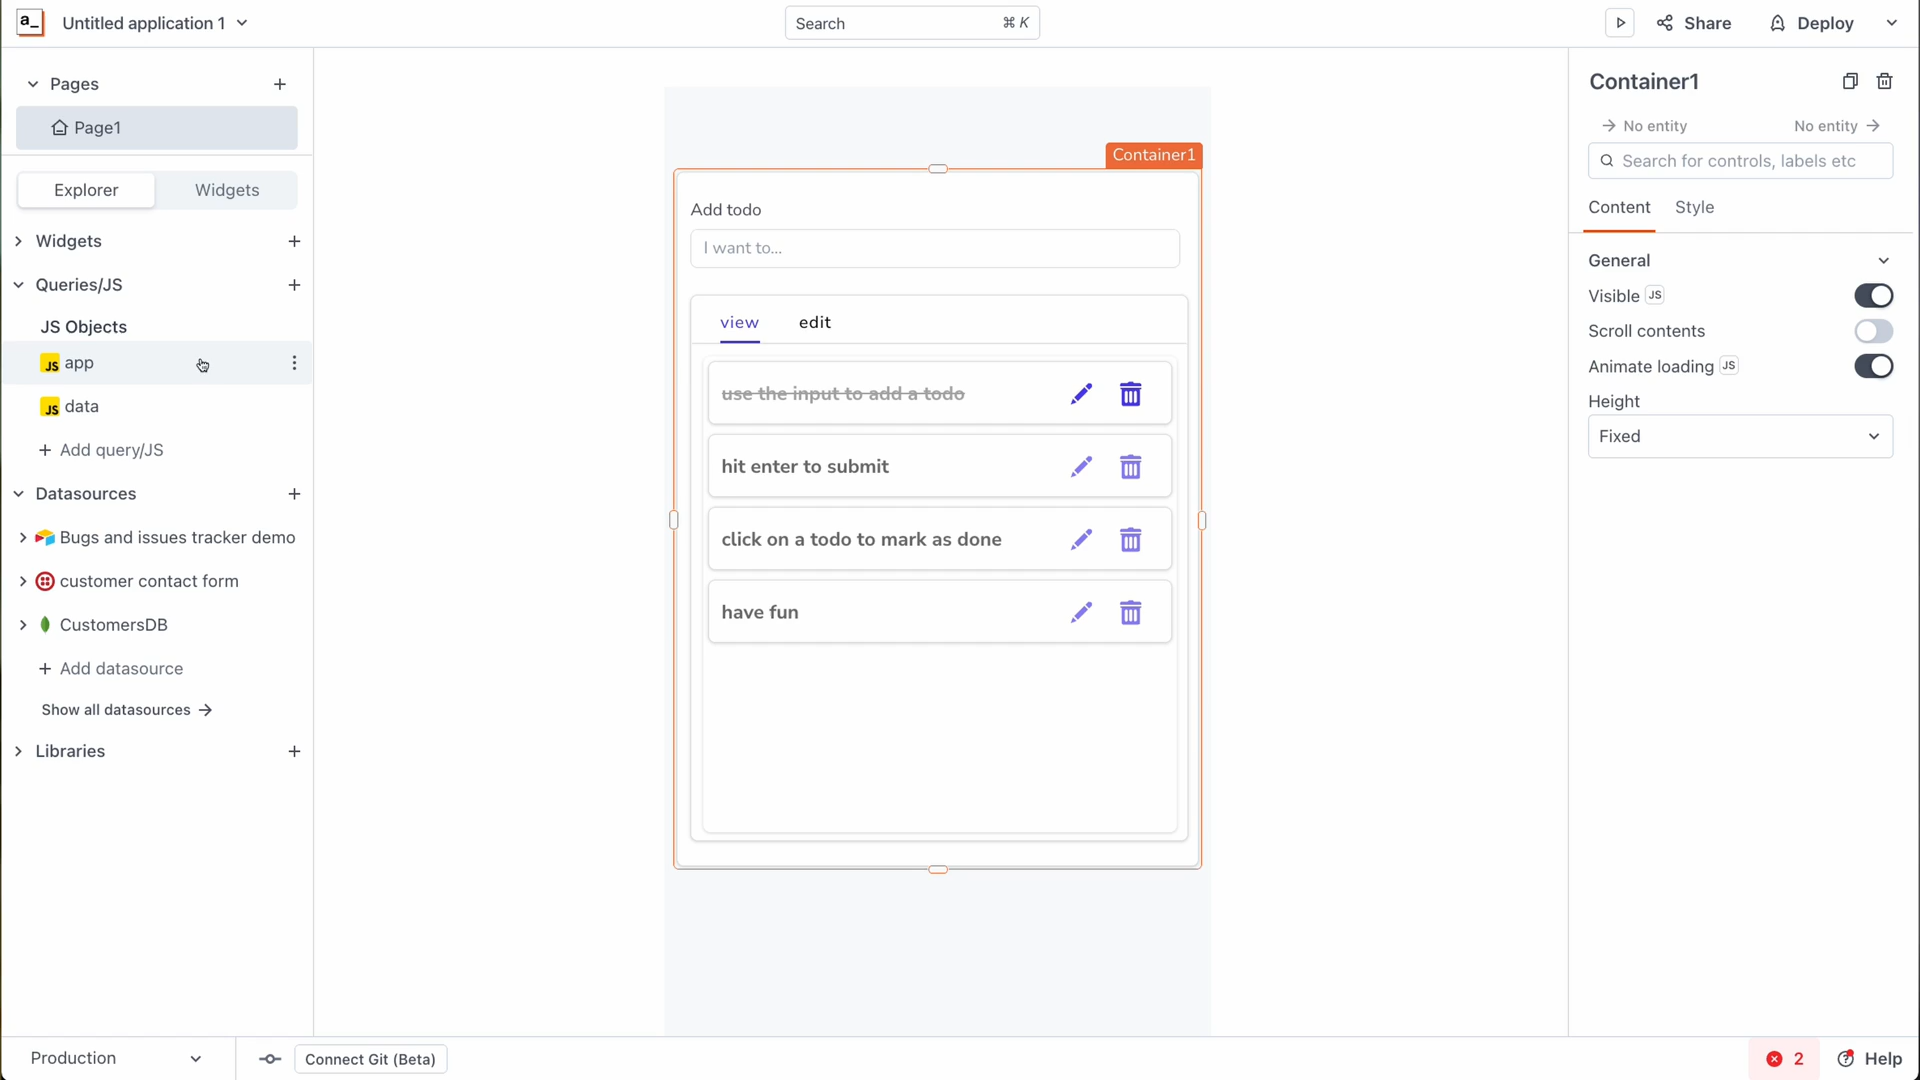 a_ Untitled application 1
Search ⌘ K
Share
Deploy
Pages
Page1
Explorer
Widgets
Widgets
Queries/JS
JS Objects
JS app
JS data
Add query/JS
Datasources
Bugs and issues tracker demo
customer contact form
CustomersDB
Add datasource
Show all datasources
Libraries
Container1
Add todo
I want to...
view
edit
use the input to add a todo
hit enter to submit
click on a todo to mark as done
have fun
Container1
No entity
No entity
Search for controls, labels etc
Content
Style
General
Visible JS
Scroll contents
Animate loading JS
Height
Fixed
Production
Connect Git (Beta)
2
Help